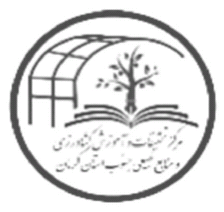 مرکز تحقیقات و آموزش کشاورزی
و منابع طبیعی جنوب استان کرمان